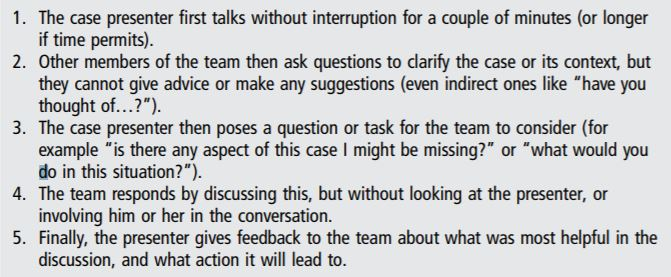 1. The case presenter first talks without interruption for a couple of minutes (or longer
if time permits).
2. Other members of the team then ask questions to clarify the case or its context, but
they cannot give advice or make any suggestions (even indirect ones like “have you
thought of...?”).
3. The case presenter then poses a question or task for the team to consider (for
example “is there any aspect of this case I might be missing?” or “what would you
do in this situation?”).
4. The team responds by discussing this, but without looking at the presenter, or
involving him or her in the conversation.
5. Finally, the presenter gives feedback to the team about what was most helpful in the
discussion, and what action it will lead to.